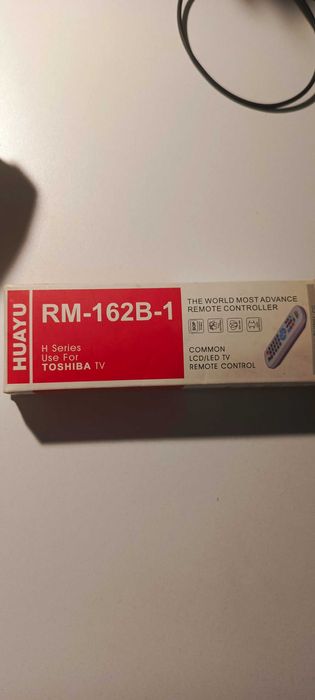 HUAYU
RM-162B-1
H Series
Use For
TOSHIBA TV
THE WORLD MOST ADVANCE
REMOTE CONTROLLER
COMMON
LCD/LED TV
REMOTE CONTROL